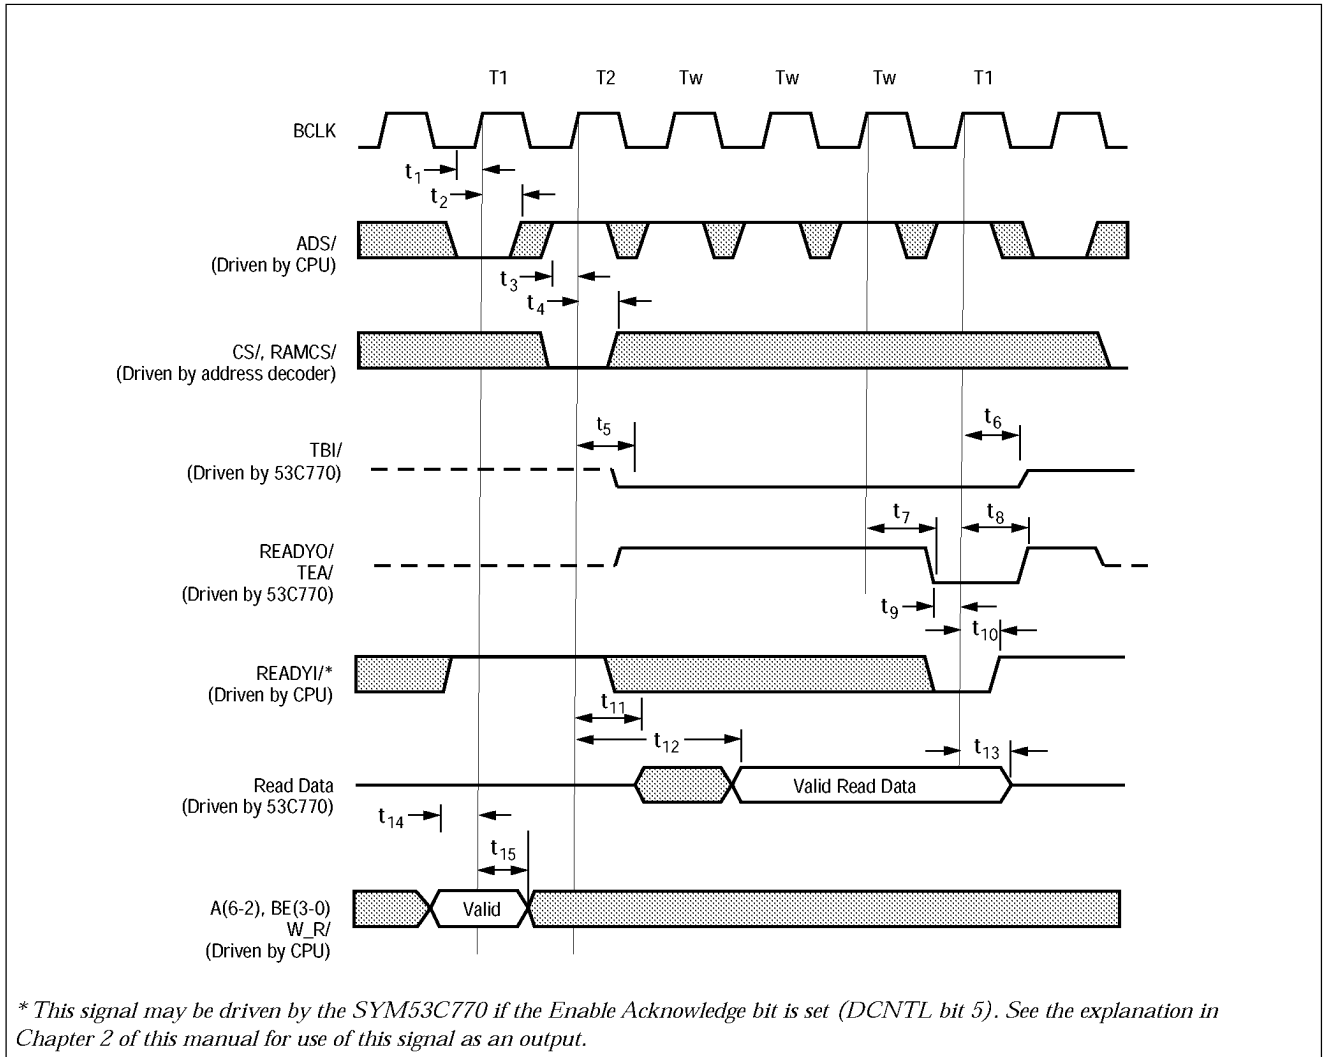 T1 T2 Tw Tw Tw T1
BCLK
t1
t2
ADS/
(Driven by CPU)
t3
t4
CS/, RAMCS/
(Driven by address decoder)
t5
t6
TBI/
(Driven by 53C770)
t7
t8
READYO/
TEA/
(Driven by 53C770)
t9
t10
READYI/*
(Driven by CPU)
t11
t12
t13
Read Data
(Driven by 53C770)
Valid Read Data
t14
t15
A(6-2), BE(3-0)
W_R/
(Driven by CPU)
Valid
* This signal may be driven by the SYM53C770 if the Enable Acknowledge bit is set (DCNTL bit 5). See the explanation in
Chapter 2 of this manual for use of this signal as an output.